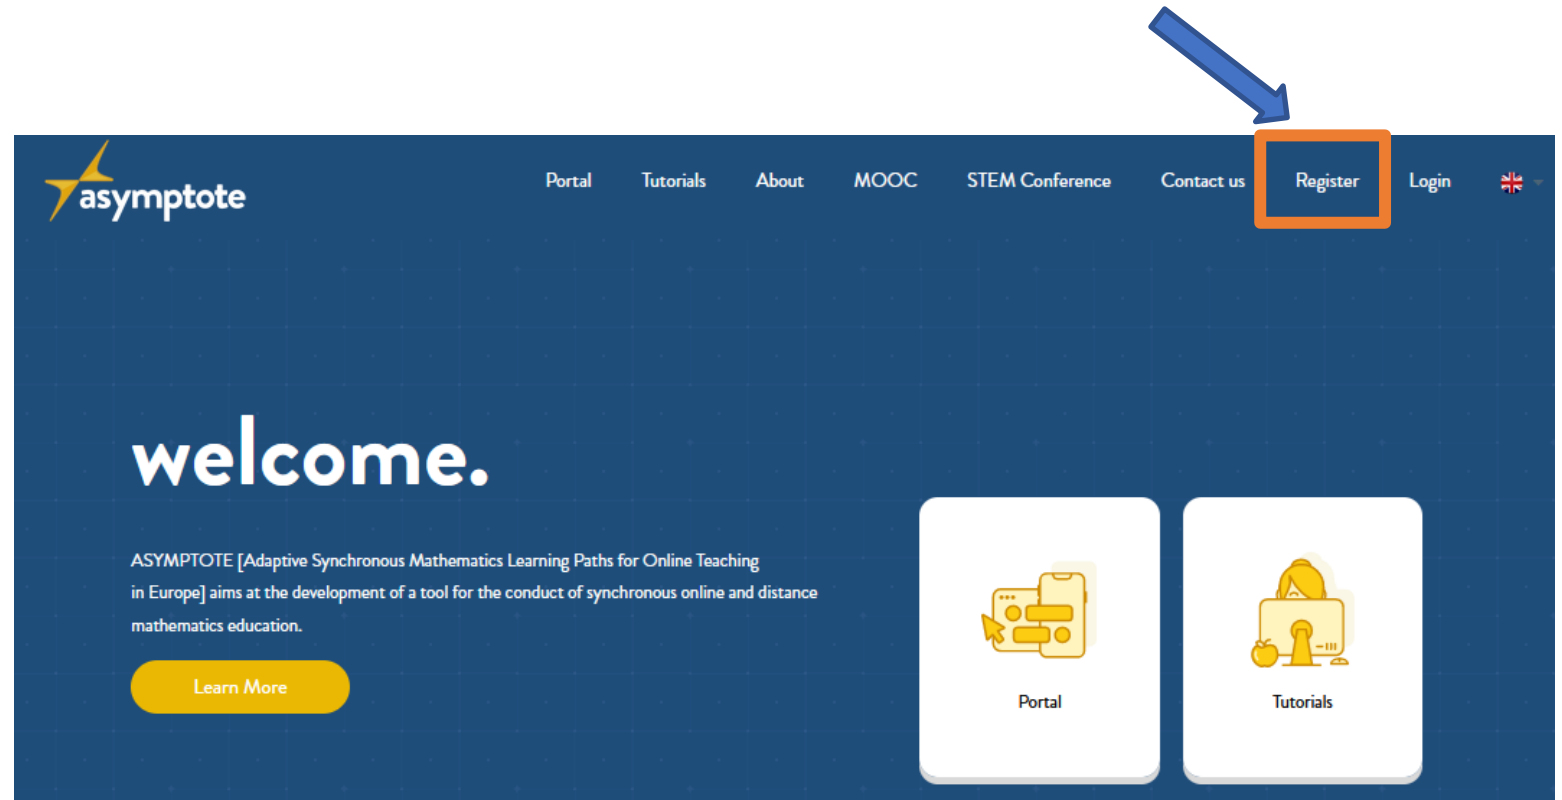 asymptote
Portal
Tutorials
About
MOOC
STEM Conference
Contact us
Register
Login
welcome.
ASYMPTOTE [Adaptive Synchronous Mathematics Learning Paths for Online Teaching
in Europe] aims at the development of a tool for the conduct of synchronous online and distance
mathematics education.
Learn More
Portal
Tutorials